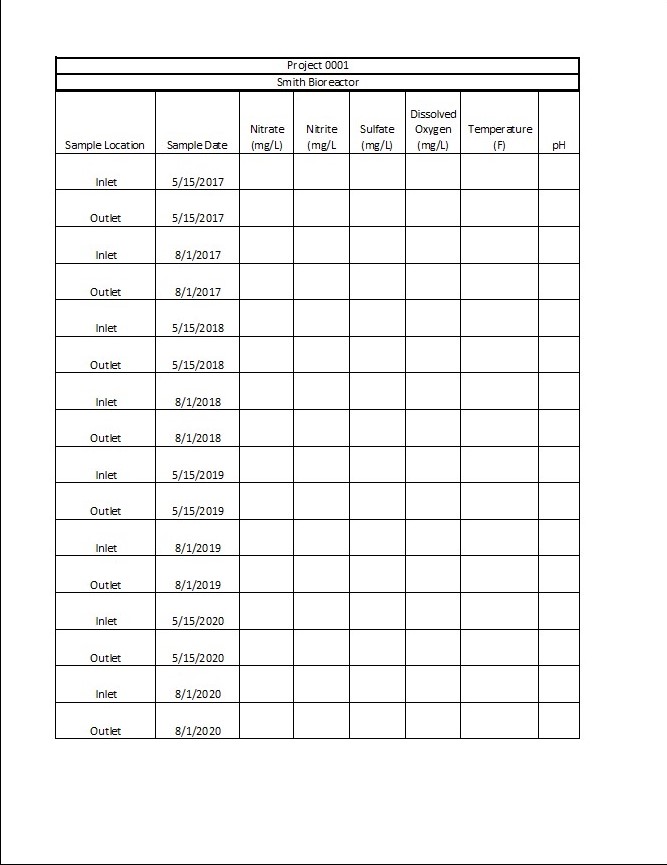 Project 0001
Smith Bioreactor
Sample Location Sample Date Nitrate (mg/L) Nitrite (mg/L Sulfate (mg/L) Dissolved Oxygen (mg/L) Temperature (F) pH
Inlet 5/15/2017
Outlet 5/15/2017
Inlet 8/1/2017
Outlet 8/1/2017
Inlet 5/15/2018
Outlet 5/15/2018
Inlet 8/1/2018
Outlet 8/1/2018
Inlet 5/15/2019
Outlet 5/15/2019
Inlet 8/1/2019
Outlet 8/1/2019
Inlet 5/15/2020
Outlet 5/15/2020
Inlet 8/1/2020
Outlet 8/1/2020